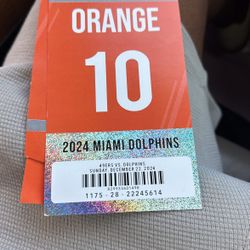 ORANGE
10
2024 MIAMI DOLPHINS
49ERS VS. DOLPHINS
SUNDAY, DECEMBER 22, 2024
1175-28-22245614